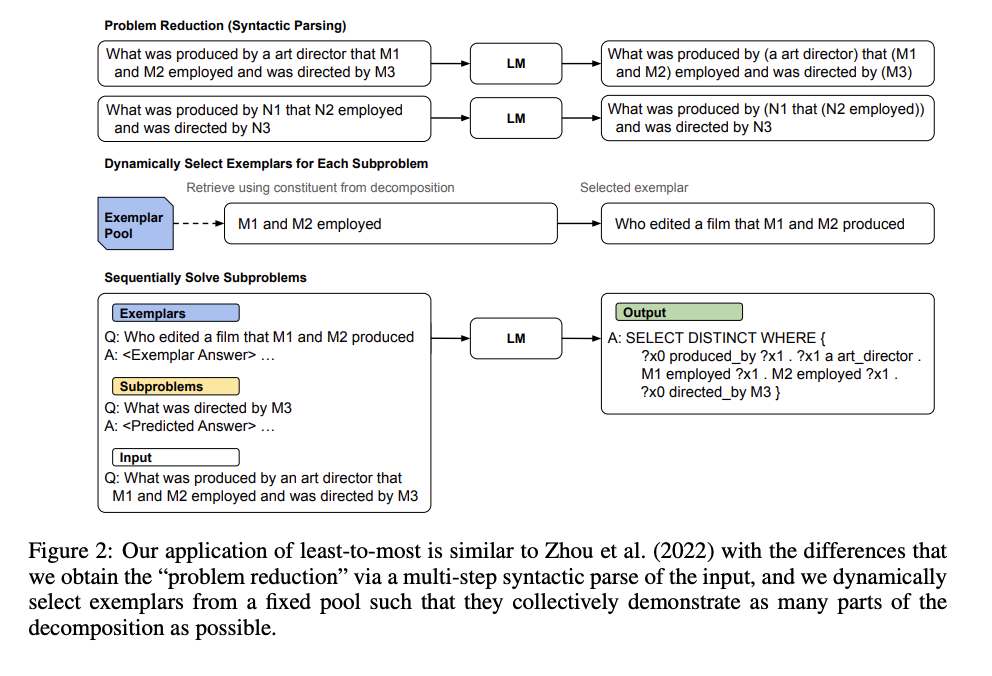 Problem Reduction (Syntactic Parsing)
What was produced by a art director that M1
and M2 employed and was directed by M3
LM
What was produced by (a art director) that (M1
and M2) employed and was directed by (M3)
What was produced by N1 that N2 employed
and was directed by N3
LM
What was produced by (N1 that (N2 employed))
and was directed by N3
Dynamically Select Exemplars for Each Subproblem
Retrieve using constituent from decomposition
Selected exemplar
Exemplar
Pool
M1 and M2 employed
Who edited a film that M1 and M2 produced
Sequentially Solve Subproblems
Exemplars
Q: Who edited a film that M1 and M2 produced
A: <Exemplar Answer> …
Subproblems
Q: What was directed by M3
A: <Predicted Answer> …
Input
Q: What was produced by an art director that
M1 and M2 employed and was directed by M3
LM
Output
A: SELECT DISTINCT WHERE {
?x0 produced_by ?x1 . ?x1 a art_director .
M1 employed ?x1 . M2 employed ?x1 .
?x0 directed_by M3 }
Figure 2: Our application of least-to-most is similar to Zhou et al. (2022) with the differences that
we obtain the “problem reduction” via a multi-step syntactic parse of the input, and we dynamically
select exemplars from a fixed pool such that they collectively demonstrate as many parts of the
decomposition as possible.